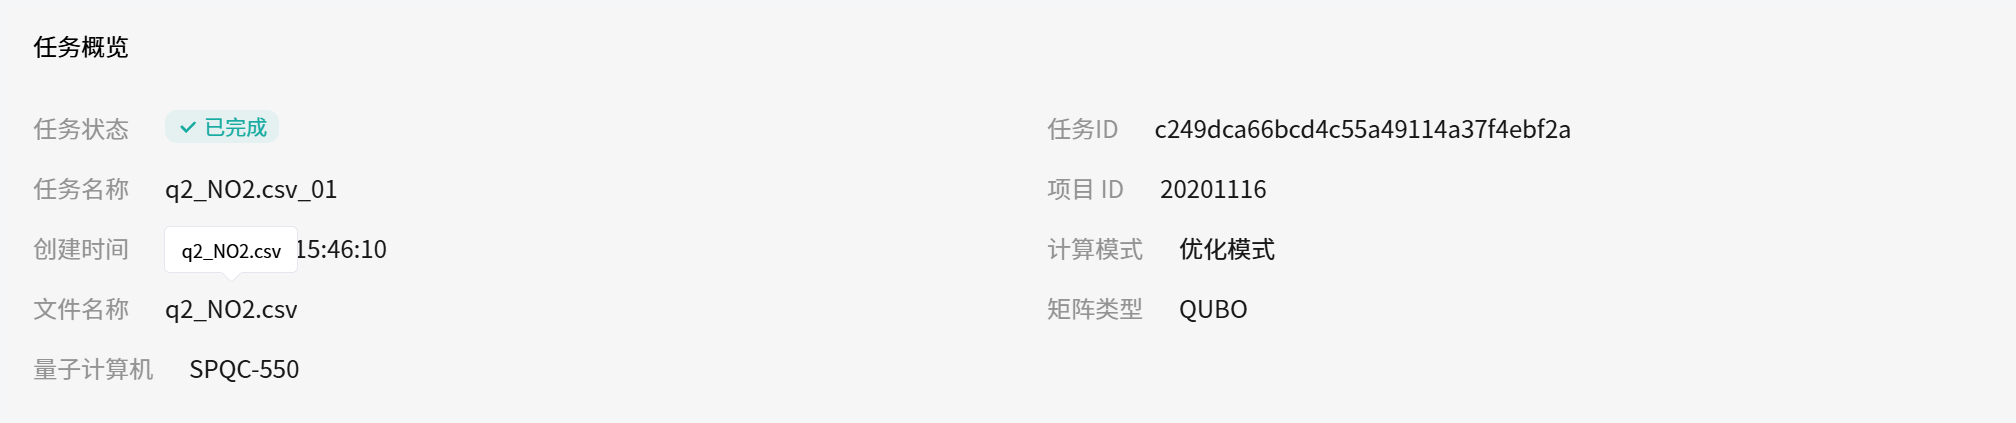 任务概览
任务状态 已完成
任务ID c249dca66bcd4c55a49114a37f4ebf2a
任务名称 q2_NO2.csv_01
项目 ID 20201116
创建时间 q2_NO2.csv 15:46:10
计算模式 优化模式
文件名称 q2_NO2.csv
矩阵类型 QUBO
量子计算机 SPQC-550